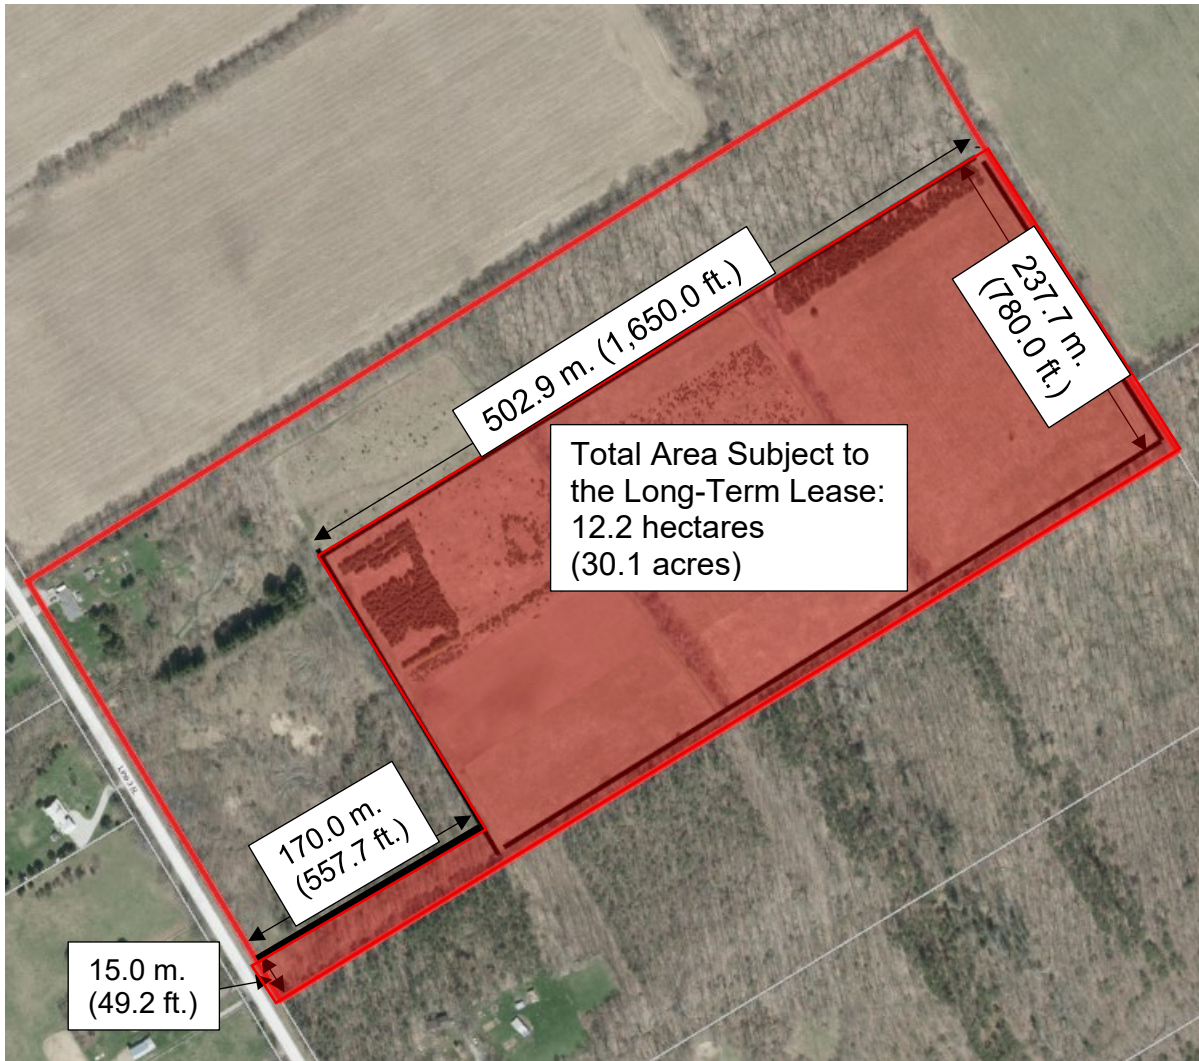 502.9 m. (1,650.0 ft.)
237.7 m.
(780.0 ft.)
Total Area Subject to
the Long-Term Lease:
12.2 hectares
(30.1 acres)
170.0 m.
(557.7 ft.)
15.0 m.
(49.2 ft.)